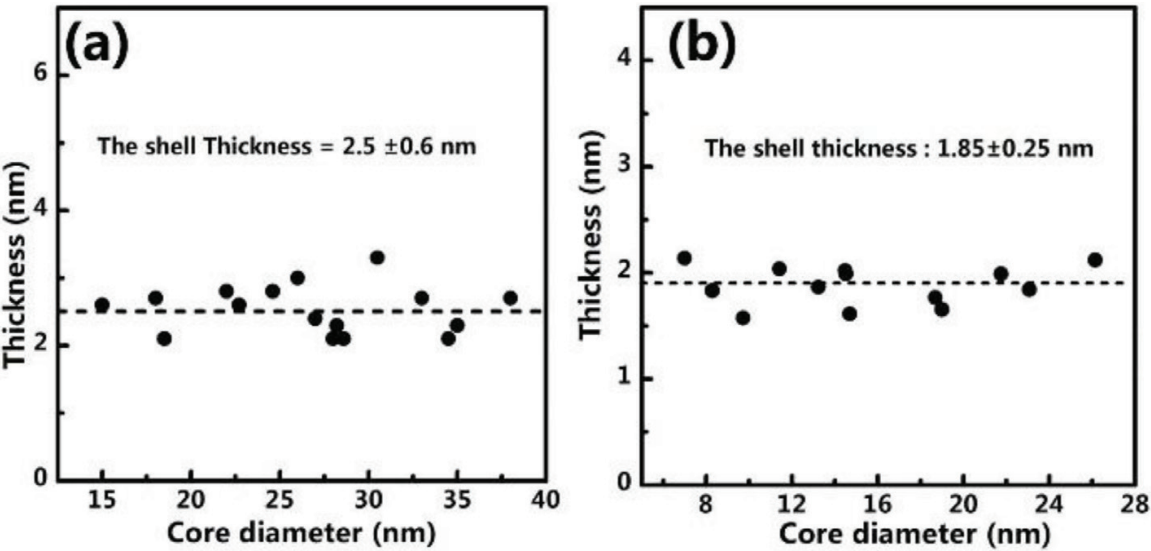 (a)
6
4
2
0
Thickness (nm)
The shell Thickness = 2.5 ±0.6 nm
15 20 25 30 35 40
Core diameter (nm)
(b)
4
3
2
1
0
Thickness (nm)
The shell thickness : 1.85±0.25 nm
8 12 16 20 24 28
Core diameter (nm)